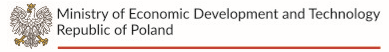 Ministry of Economic Development and Technology
Republic of Poland